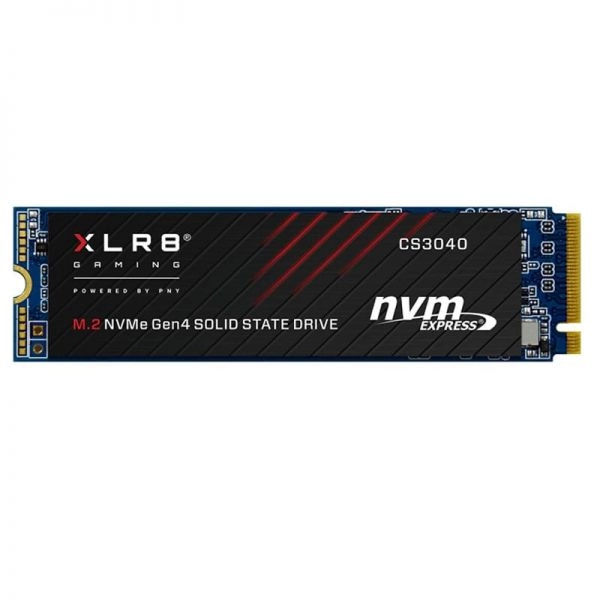 XLR8®
GAMING
POWERED BY PNY
CS3040
M.2 NVMe Gen4 SOLID STATE DRIVE
nvm
EXPRESS®